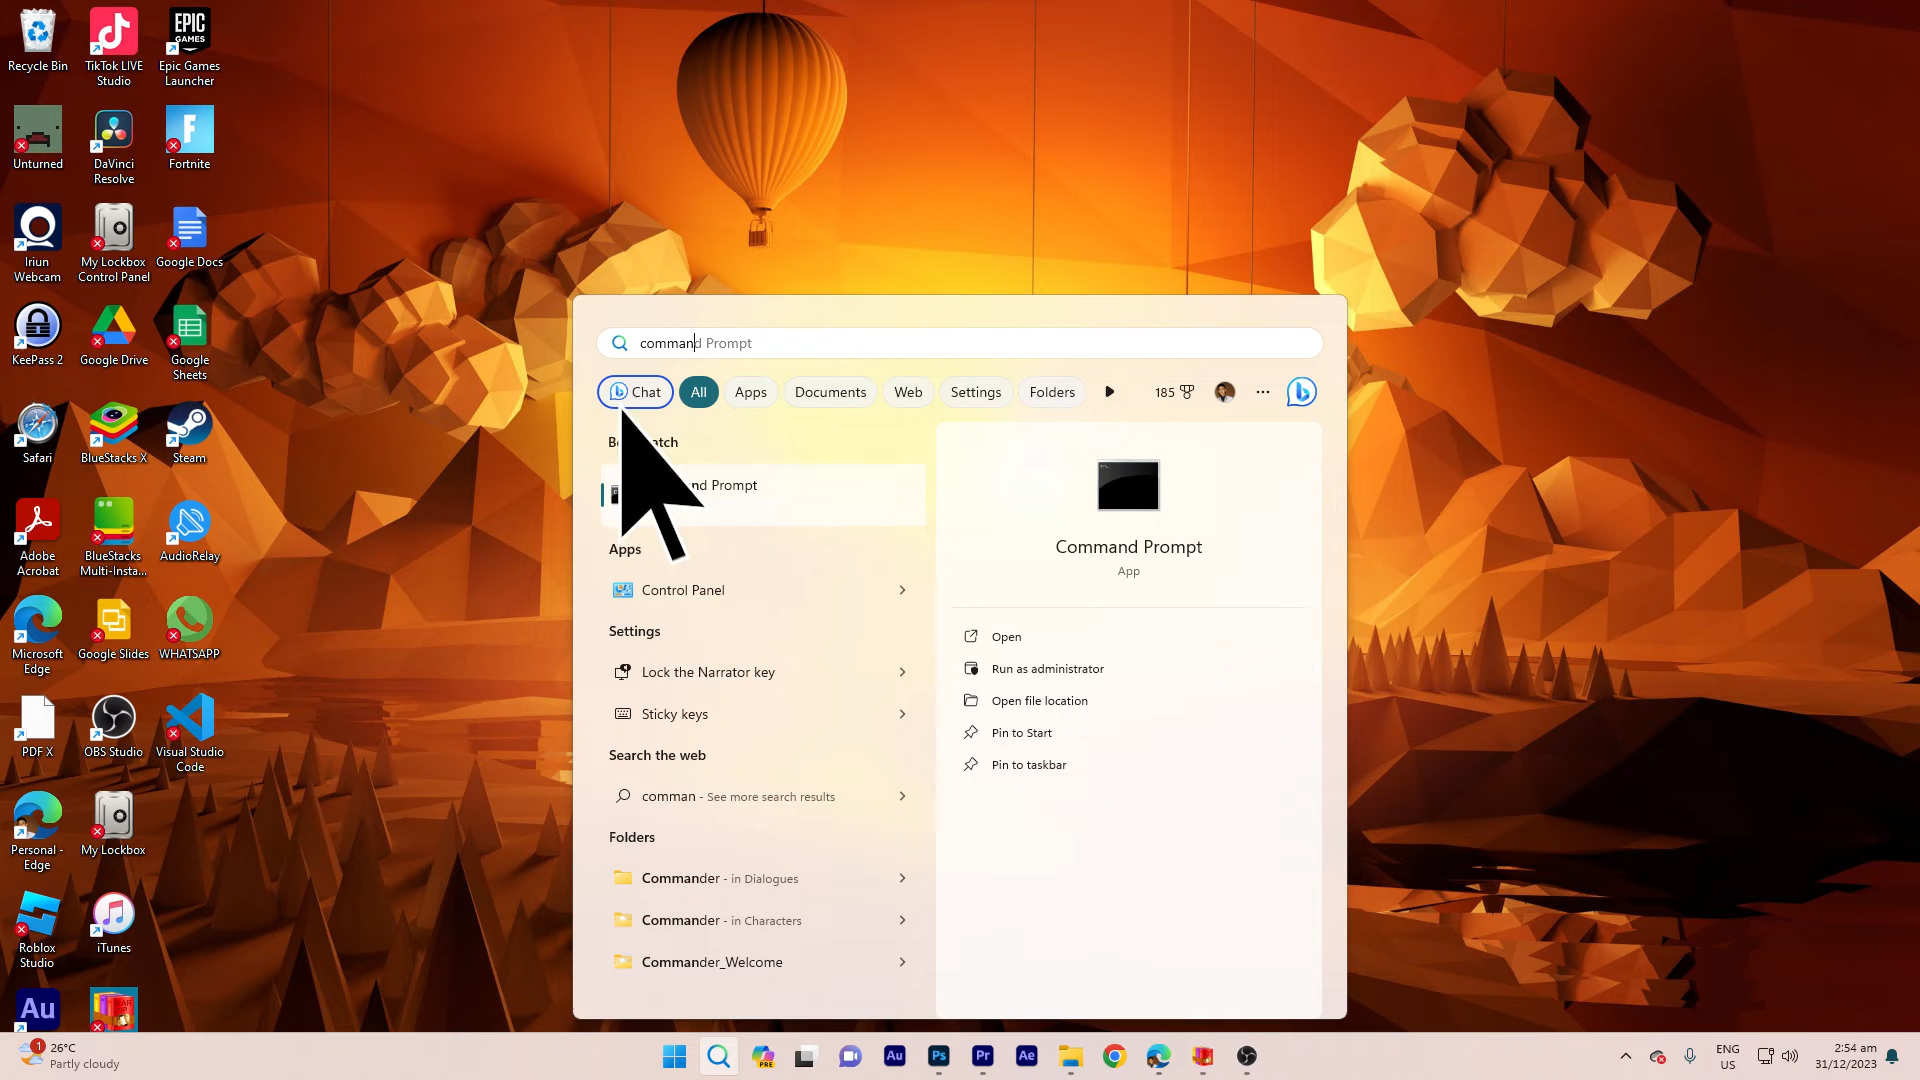 Recycle Bin
TikTok LIVE
Studio
EPIC
GAMES
Epic Games
Launcher
Unturned
DaVinci
Resolve
F
Fortnite
Iriun
Webcam
My Lockbox
Control Panel
Google Docs
KeePass 2
Google Drive
Google
Sheets
Safari
BlueStacks X
Steam
Adobe
Acrobat
BlueStacks
Multi-Insta...
AudioRelay
Microsoft
Edge
Google Slides
WHATSAPP
PDF X
OBS Studio
Visual Studio
Code
Personal -
Edge
My Lockbox
Roblox
Studio
iTunes
Au
command Prompt
Chat
All
Apps
Documents
Web
Settings
Folders
185
nd Prompt
Apps
Control Panel
Settings
Lock the Narrator key
Sticky keys
Search the web
comman - See more search results
Folders
Commander - in Dialogues
Commander - in Characters
Commander_Welcome
Command Prompt
App
Open
Run as administrator
Open file location
Pin to Start
Pin to taskbar
1
26°C
Partly cloudy
PRE
Au
Ps
Pr
Ae
ENG
US
2:54 am
31/12/2023